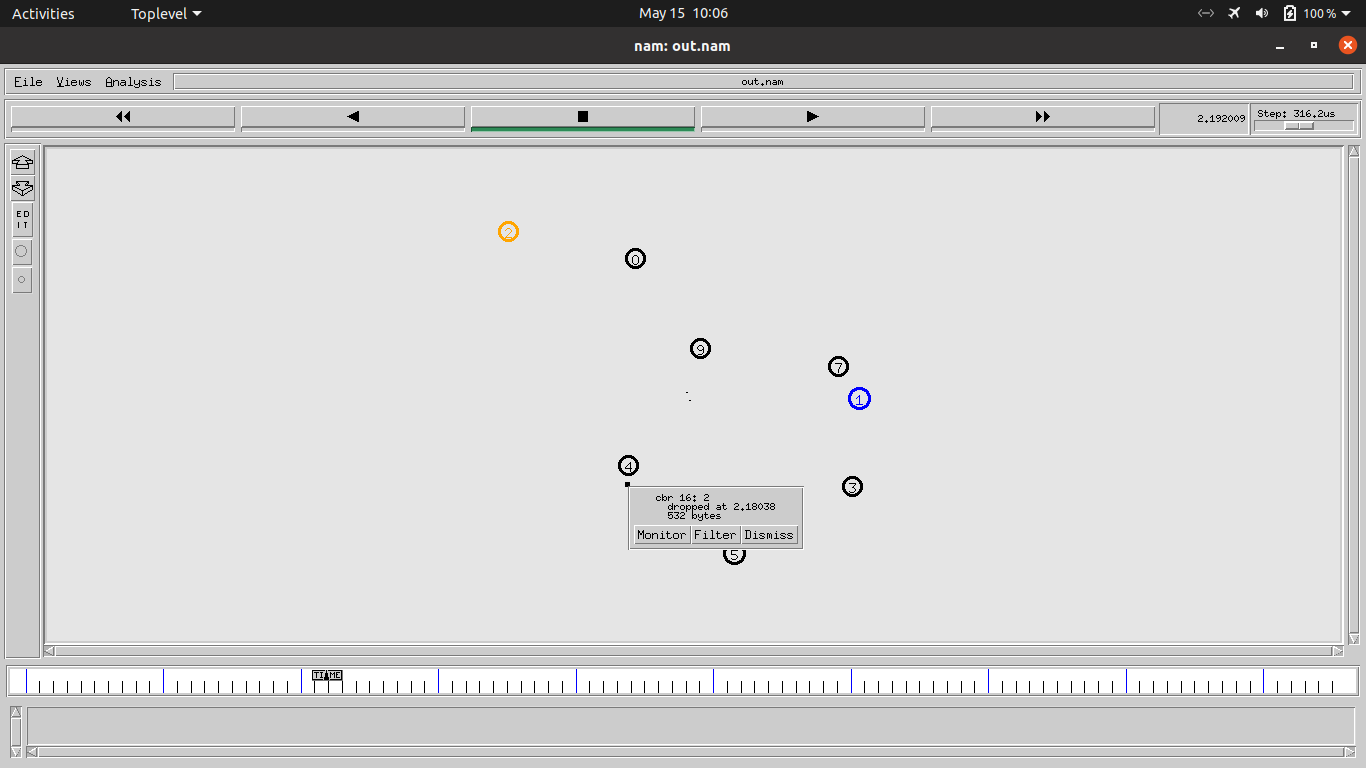 Activities Toplevel May 15 10:06 100 %
nam: out.nam
File Views Analysis out.nam
2.192009 Step: 316.2us
ED
IT
2
0
9
7
1
4
3
cbr 16: 2
dropped at 2.18038
532 bytes
Monitor Filter Dismiss
5
TIME